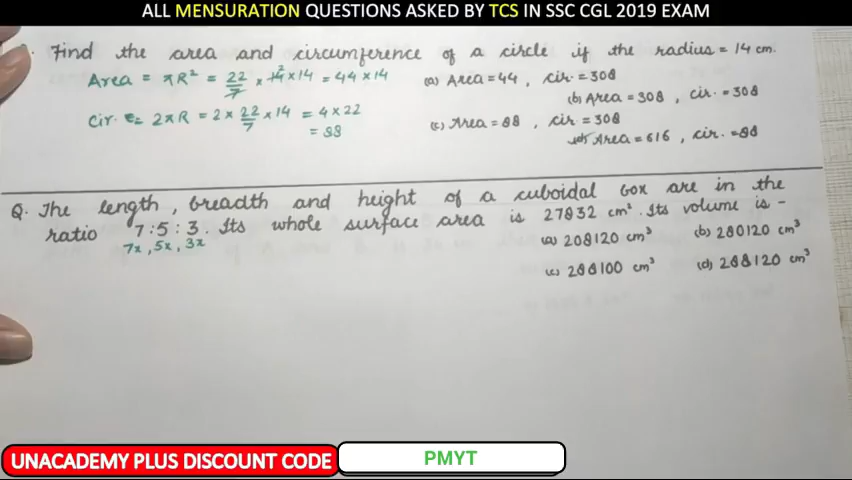 ALL MENSURATION QUESTIONS ASKED BY TCS IN SSC CGL 2019 EXAM
Find the area and circumference of a circle if the radius = 14 cm.
Area = πR² = 22/7 × 14 2 × 14 = 44 × 14
(a) Area = 44 , cir. = 308
(b) Area = 308 , cir. = 308
Cir. = 2πR = 2 × 22/7 × 14 = 4 × 22
= 88
(c) Area = 88 , cir. = 308
(d) Area = 616 , cir. = 88
Q. The length, breadth and height of a cuboidal box are in the
ratio 7:5:3. Its whole surface area is 27832 cm². Its volume is -
7x, 5x, 3x
(a) 208120 cm³ (b) 280120 cm³
(c) 288100 cm³ (d) 288120 cm³
UNACADEMY PLUS DISCOUNT CODE PMYT